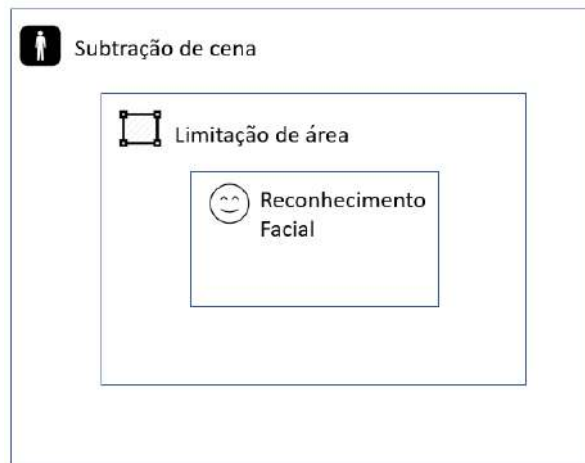 Subtração de cena
Limitação de área
Reconhecimento
Facial